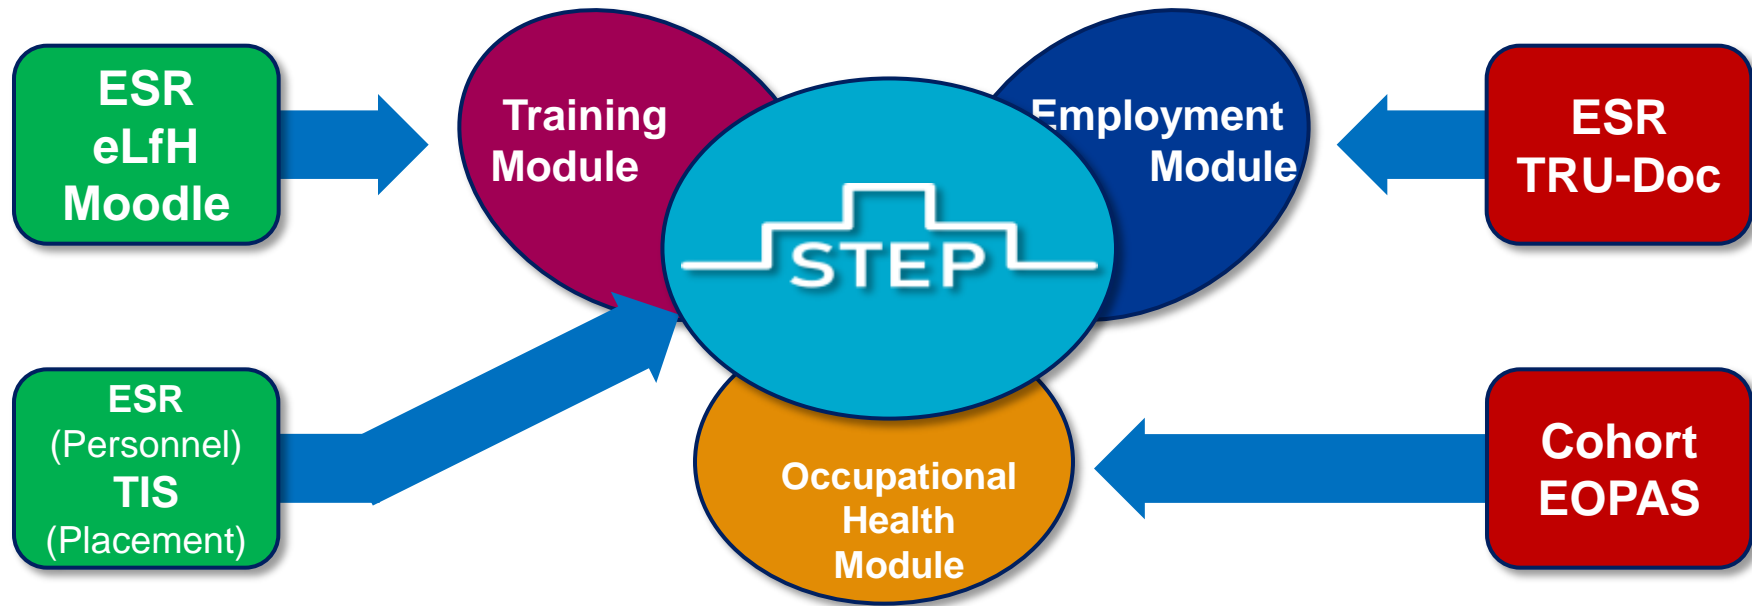 ESR
eLfH
Moodle
Training
Module
Employment
Module
ESR
TRU-Doc
STEP
ESR
(Personnel)
TIS
(Placement)
Occupational
Health
Module
Cohort
EOPAS